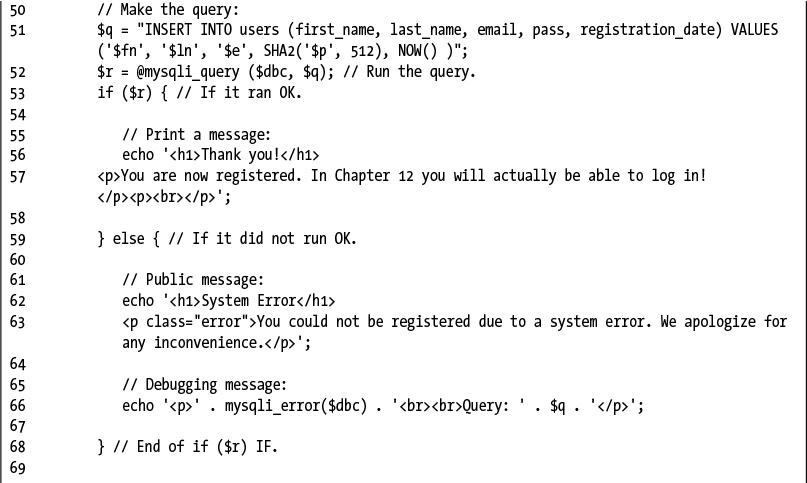 50 // Make the query:
51 $q = "INSERT INTO users (first_name, last_name, email, pass, registration_date) VALUES
('$fn', '$ln', '$e', SHA2('$p', 512), NOW() )";
52 $r = @mysqli_query ($dbc, $q); // Run the query.
53 if ($r) { // If it ran OK.
54
55 // Print a message:
56 echo '<h1>Thank you!</h1>
57 <p>You are now registered. In Chapter 12 you will actually be able to log in!
</p><p><br></p>';
58
59 } else { // If it did not run OK.
60
61 // Public message:
62 echo '<h1>System Error</h1>
63 <p class="error">You could not be registered due to a system error. We apologize for
any inconvenience.</p>';
64
65 // Debugging message:
66 echo '<p>' . mysqli_error($dbc) . '<br><br>Query: ' . $q . '</p>';
67
68 } // End of if ($r) IF.
69